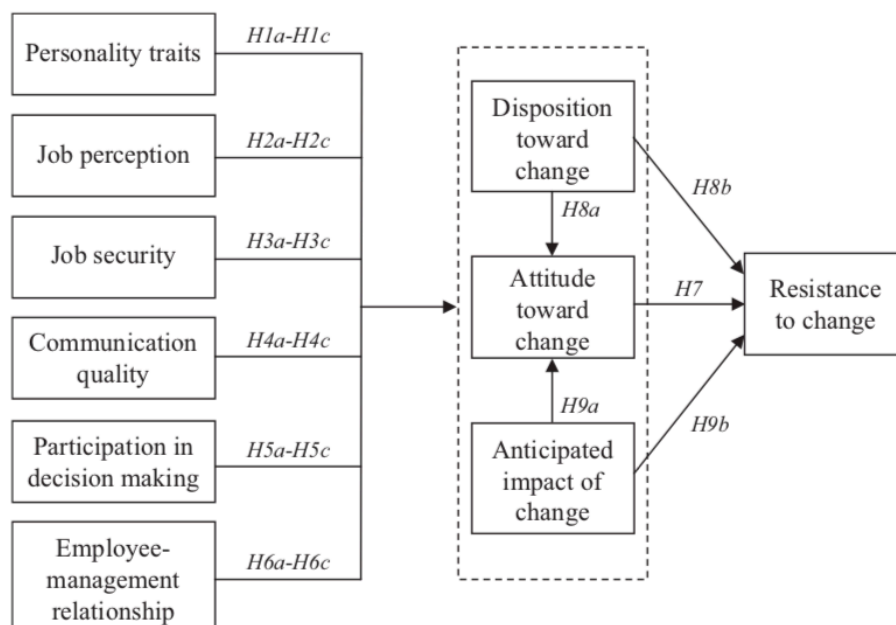 Personality traits
H1a-H1c
Job perception
H2a-H2c
Job security
H3a-H3c
Communication
quality
H4a-H4c
Participation in
decision making
H5a-H5c
Employee-
management
relationship
H6a-H6c
Disposition
toward
change
H8a
H8b
Attitude
toward
change
H7
H9a
H9b
Anticipated
impact of
change
Resistance
to change